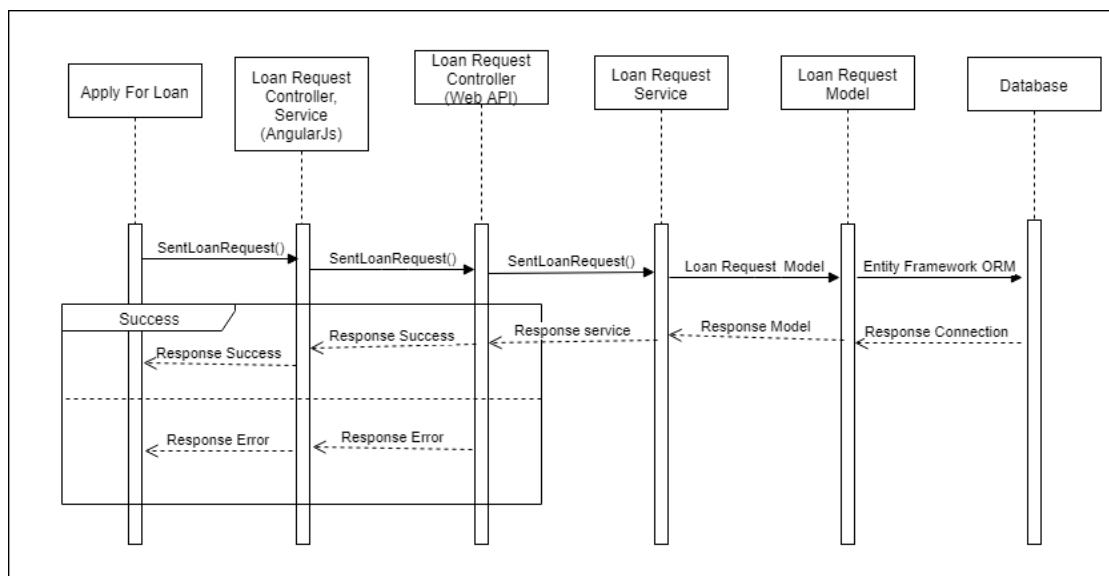 Apply For Loan
Loan Request
Controller,
Service
(AngularJs)
Loan Request
Controller
(Web API)
Loan Request
Service
Loan Request
Model
Database
SentLoanRequest()
SentLoanRequest()
SentLoanRequest()
Loan Request  Model
Entity Framework ORM
Success
Response Success
Response Success
Response service
Response Model
Response Connection
Response Error
Response Error